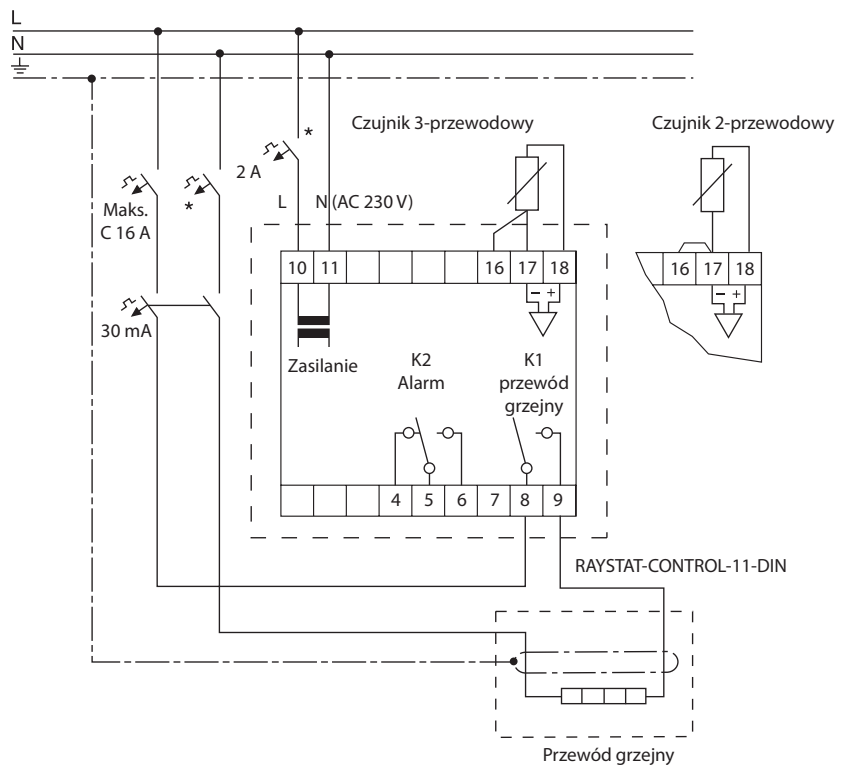 L
N
*
2 A
Czujnik 3-przewodowy
Czujnik 2-przewodowy
Maks.
C 16 A
*
L N (AC 230 V)
10 11 16 17 18
16 17 18
- +
- +
30 mA
Zasilanie
K2
Alarm
K1
przewód
grzejny
4 5 6 7 8 9
RAYSTAT-CONTROL-11-DIN
Przewód grzejny